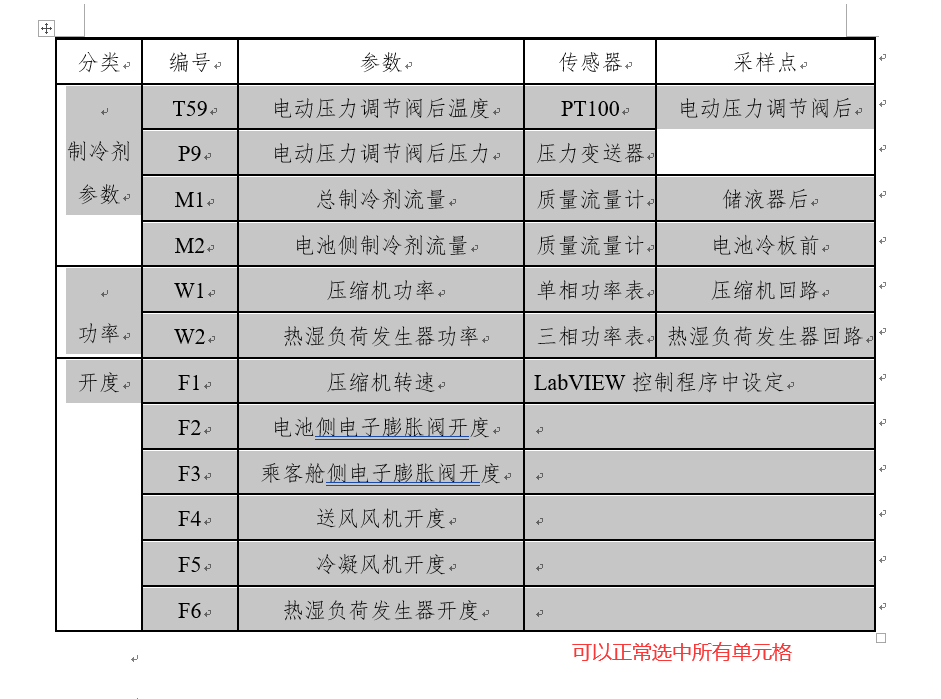 分类 编号 参数 传感器 采样点
T59 电动压力调节阀后温度 PT100 电动压力调节阀后
制冷剂 P9 电动压力调节阀后压力 压力变送器
参数 M1 总制冷剂流量 质量流量计 储液器后
M2 电池侧制冷剂流量 质量流量计 电池冷板前
W1 压缩机功率 单相功率表 压缩机回路
功率 W2 热湿负荷发生器功率 三相功率表 热湿负荷发生器回路
开度 F1 压缩机转速 LabVIEW 控制程序中设定
F2 电池侧电子膨胀阀开度
F3 乘客舱侧电子膨胀阀开度
F4 送风风机开度
F5 冷凝风机开度
F6 热湿负荷发生器开度
可以正常选中所有单元格